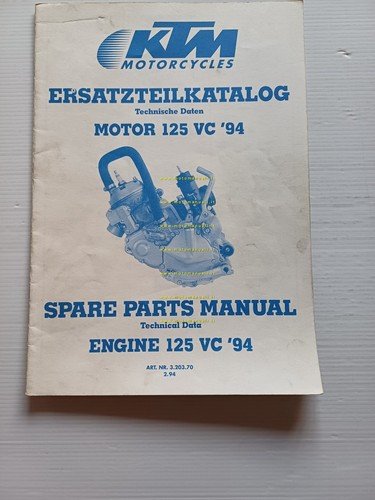 KTM
MOTORCYCLES
ERSATZTEILKATALOG
Technische Daten
MOTOR 125 VC '94
SPARE PARTS MANUAL
Technical Data
ENGINE 125 VC '94
ART. NR. 3.203.70
2.94